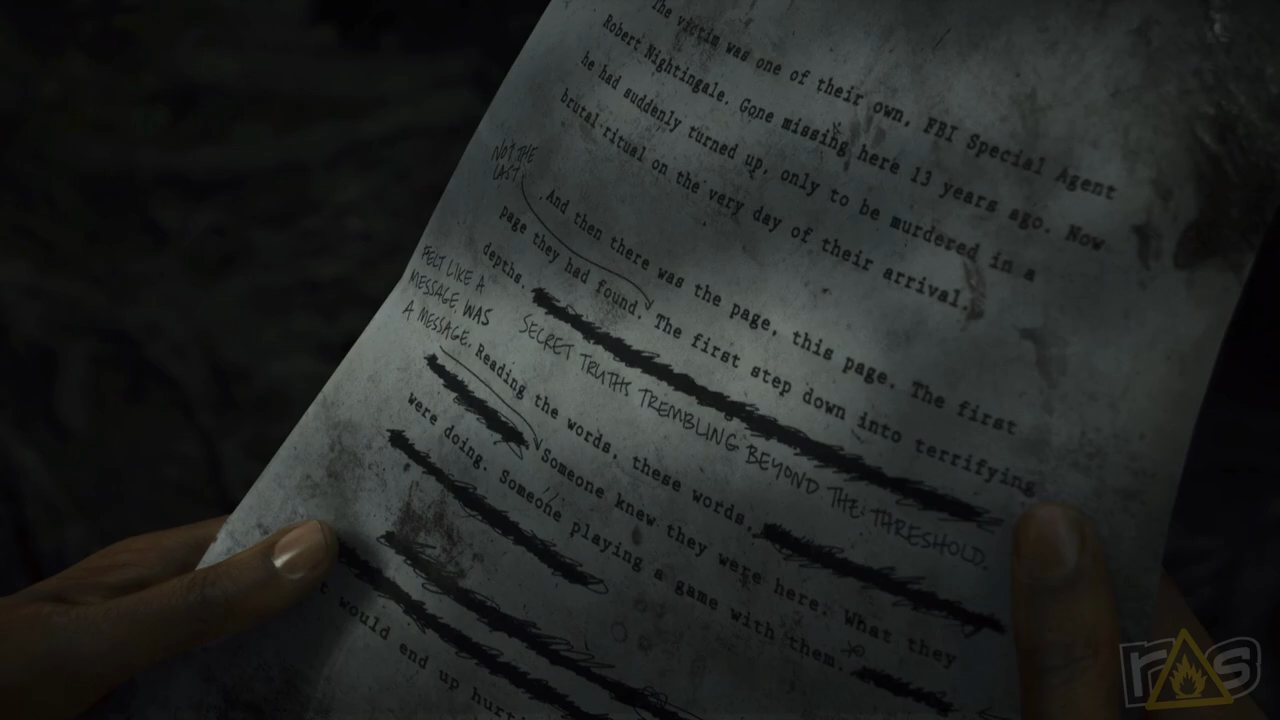 The victim was one of their own, FBI Special Agent
Robert Nightingale. Gone missing here 13 years ago. Now
he had suddenly turned up, only to be murdered in a
brutal ritual on the very day of their arrival.
NOT THE
LAST
And then there was the page, this page. The first
page they had found. The first step down into terrifying
depths.
SECRET TRUTHS TREMBLING BEYOND THE THRESHOLD.
FELT LIKE A
MESSAGE, WAS
A MESSAGE.
Reading the words, these words,
Someone knew they were here. What they
were doing. Someone playing a game with them.
would end up
ras